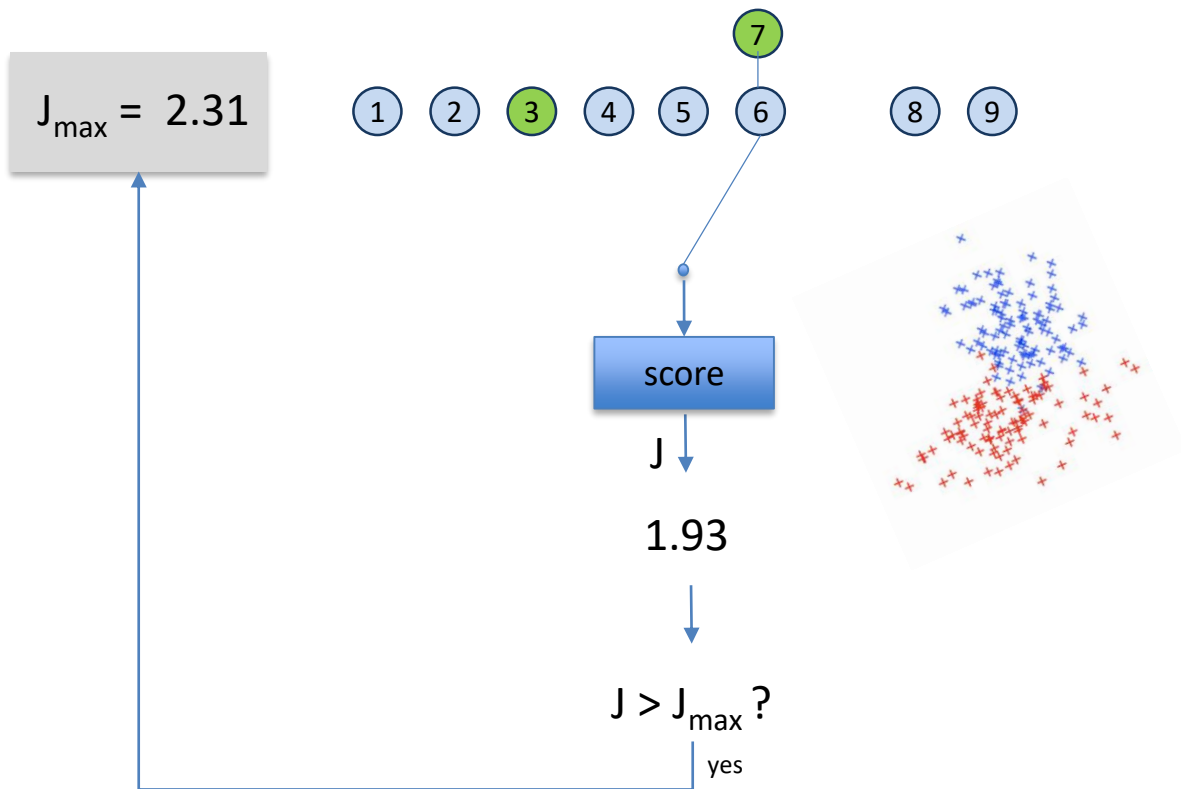 7
J_max = 2.31
1 2 3 4 5 6 8 9
score
J
1.93
J > J_max ?
yes